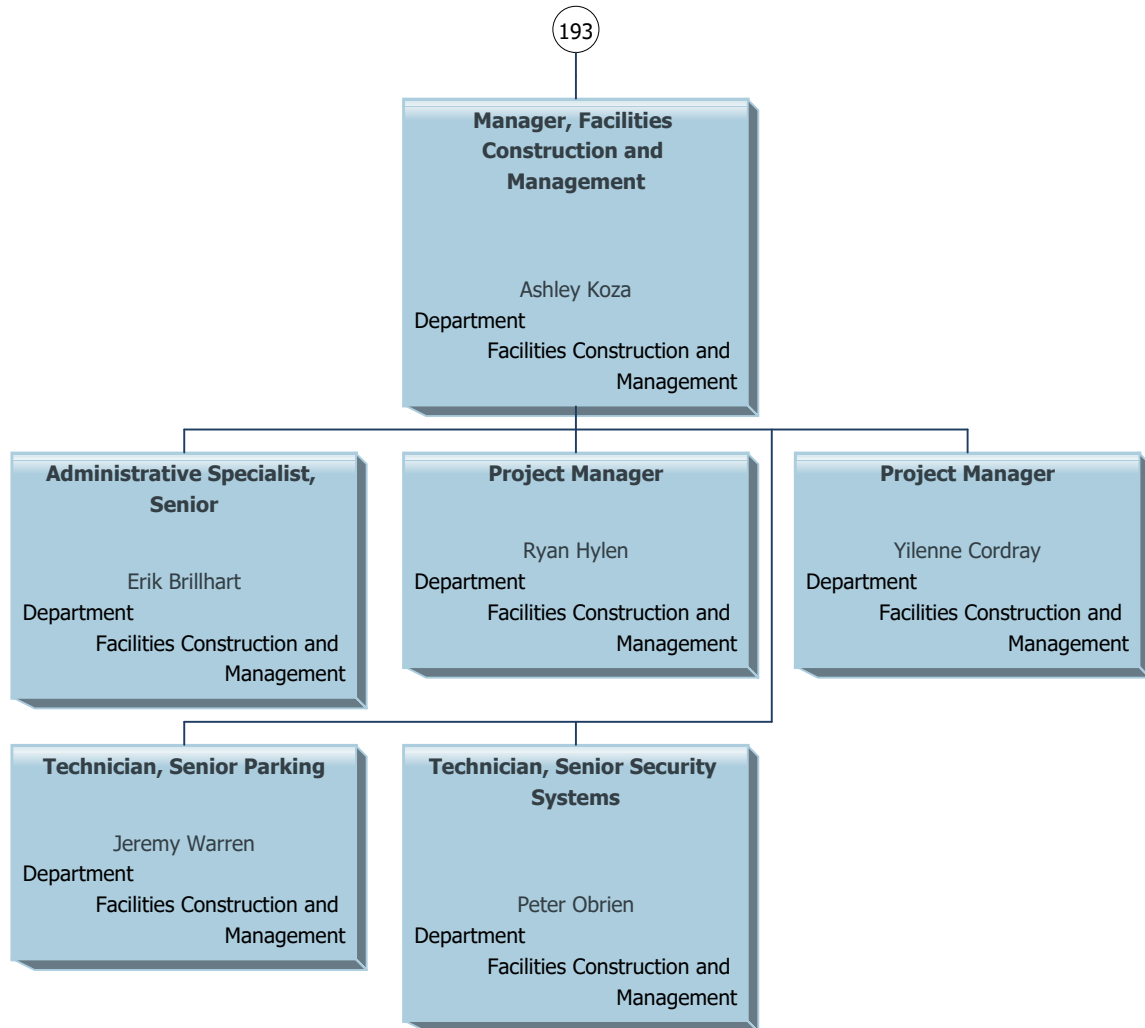 193
Manager, Facilities
Construction and
Management
Ashley Koza
Department
Facilities Construction and
Management
Administrative Specialist,
Senior
Erik Brillhart
Department
Facilities Construction and
Management
Project Manager
Ryan Hylen
Department
Facilities Construction and
Management
Project Manager
Yilenne Cordray
Department
Facilities Construction and
Management
Technician, Senior Parking
Jeremy Warren
Department
Facilities Construction and
Management
Technician, Senior Security
Systems
Peter Obrien
Department
Facilities Construction and
Management